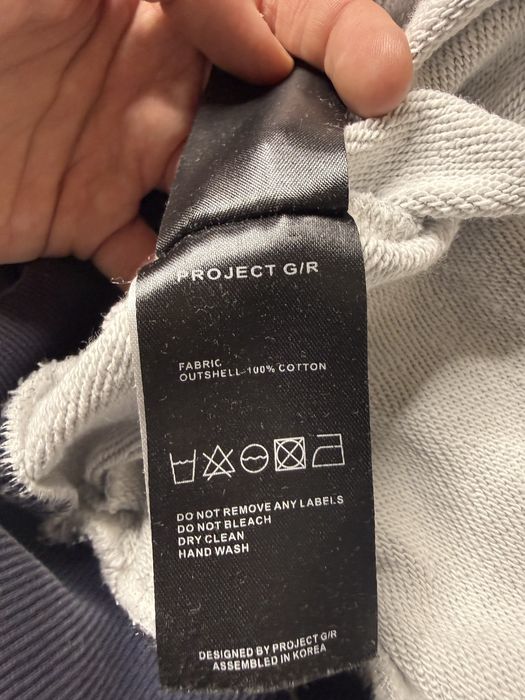 PROJECT G/R
FABRIC
OUTSHELL-100% COTTON
DO NOT REMOVE ANY LABELS
DO NOT BLEACH
DRY CLEAN
HAND WASH
DESIGNED BY PROJECT G/R
ASSEMBLED IN KOREA